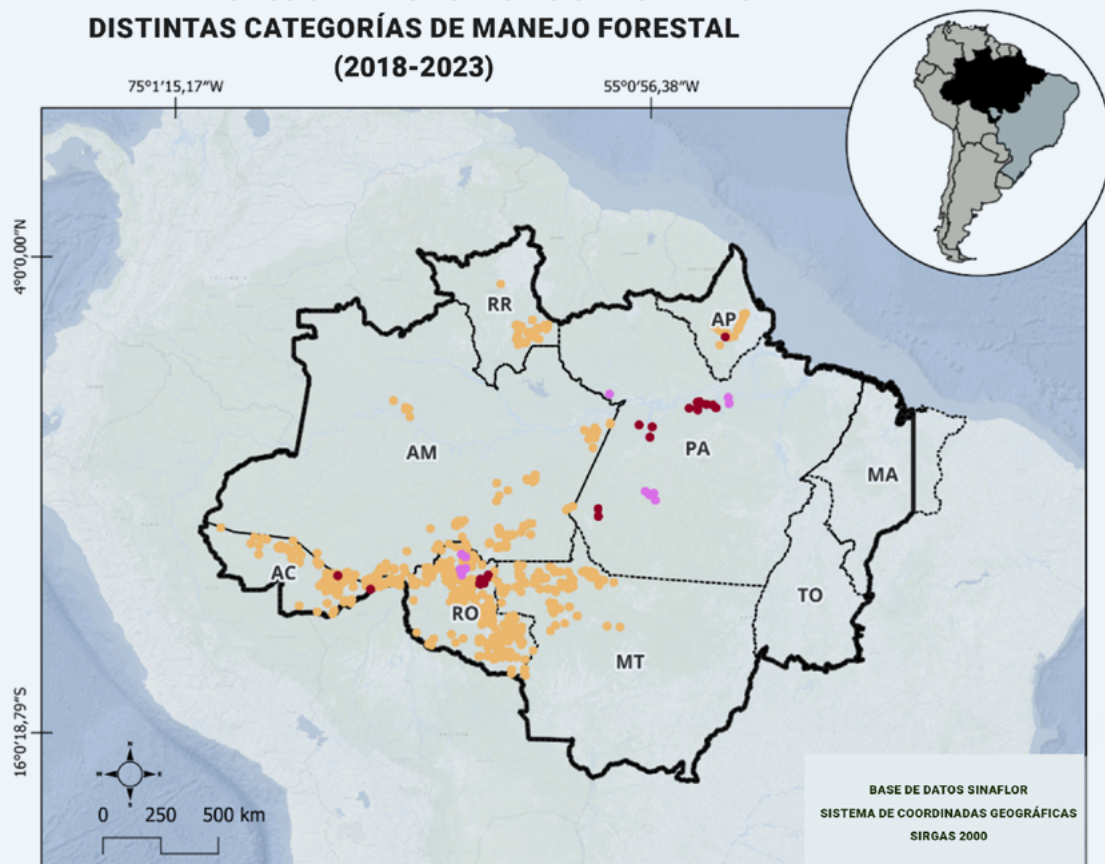 DISTINTAS CATEGORÍAS DE MANEJO FORESTAL
(2018-2023)
75°1′15,17″W
55°0′56,38″W
4°0′0,00″N
RR
AP
AM
PA
MA
AC
RO
TO
MT
16°0′18,79″S
N
W
E
S
0 250 500 km
BASE DE DATOS SINAFLOR
SISTEMA DE COORDINADAS GEOGRÁFICAS
SIRGAS 2000